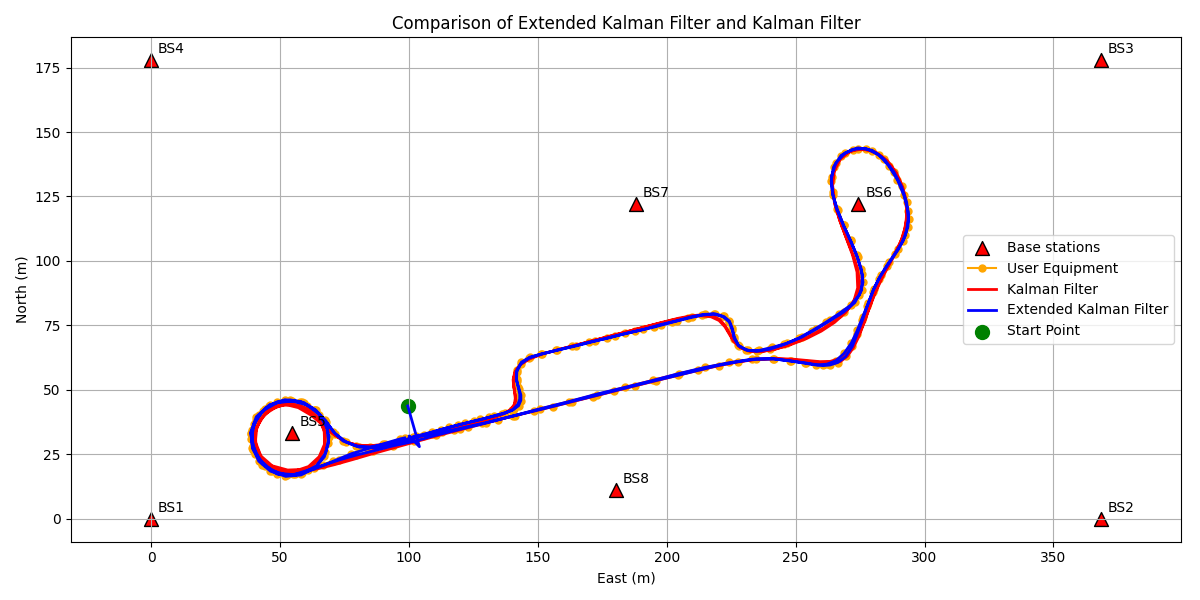 Comparison of Extended Kalman Filter and Kalman Filter
BS4
BS3
175
150
125
BS7
BS6
100
Base stations
User Equipment
Kalman Filter
Extended Kalman Filter
Start Point
North (m)
75
50
BS5
25
BS8
BS1
BS2
0
0 50 100 150 200 250 300 350
East (m)